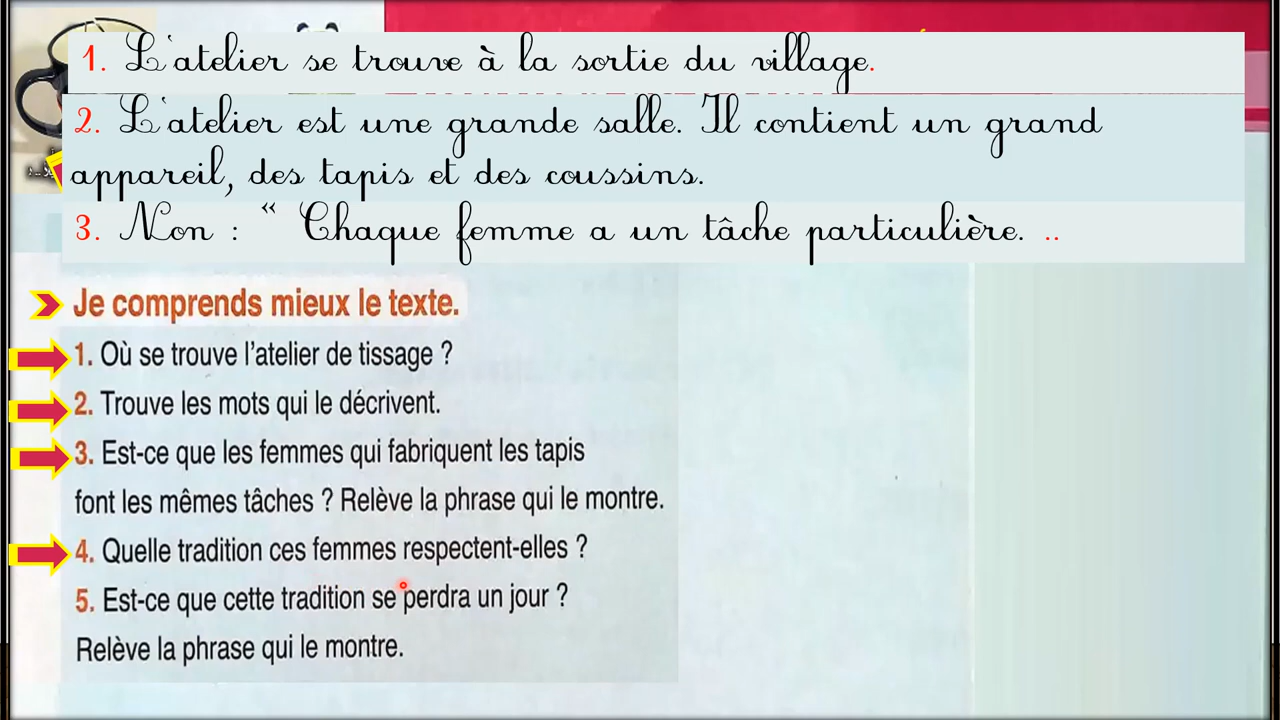 1. L'atelier se trouve à la sortie du village.
2. L'atelier est une grande salle. Il contient un grand
appareil, des tapis et des coussins.
3. Non : " Chaque femme a un tâche particulière. ..
Je comprends mieux le texte.
1. Où se trouve l'atelier de tissage ?
2. Trouve les mots qui le décrivent.
3. Est-ce que les femmes qui fabriquent les tapis
font les mêmes tâches ? Relève la phrase qui le montre.
4. Quelle tradition ces femmes respectent-elles ?
5. Est-ce que cette tradition se perdra un jour ?
Relève la phrase qui le montre.